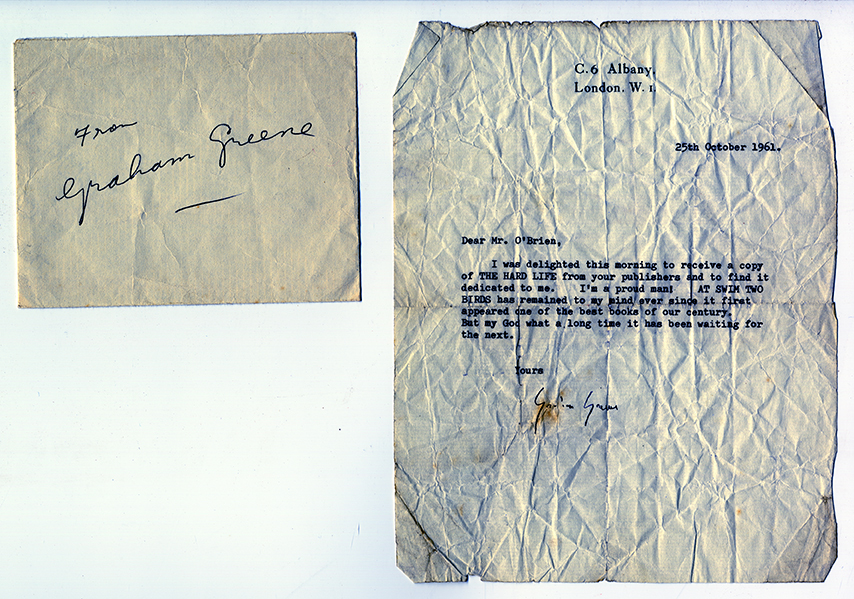 From
Graham Greene
C.6 Albany,
London. W. 1.
25th October 1961.
Dear Mr. O'Brien,
I was delighted this morning to receive a copy
of THE HARD LIFE from your publishers and to find it
dedicated to me. I'm a proud man! AT SWIM TWO
BIRDS has remained to my mind ever since it first
appeared one of the best books of our century.
But my God what a long time it has been waiting for
the next.
Yours
Graham Greene